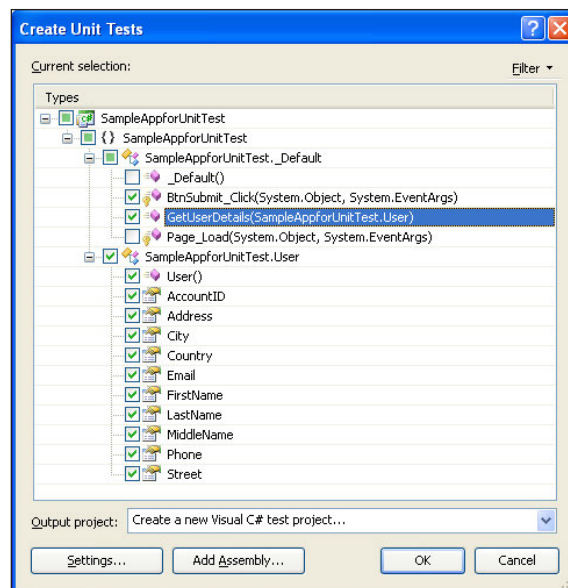 Create Unit Tests
Current selection:
Filter
Types
SampleAppforUnitTest
{} SampleAppforUnitTest
SampleAppforUnitTest._Default
_Default()
BtnSubmit_Click(System.Object, System.EventArgs)
GetUserDetails(SampleAppforUnitTest.User)
Page_Load(System.Object, System.EventArgs)
SampleAppforUnitTest.User
User()
AccountID
Address
City
Country
Email
FirstName
LastName
MiddleName
Phone
Street
Output project: Create a new Visual C# test project...
Settings... Add Assembly... OK Cancel